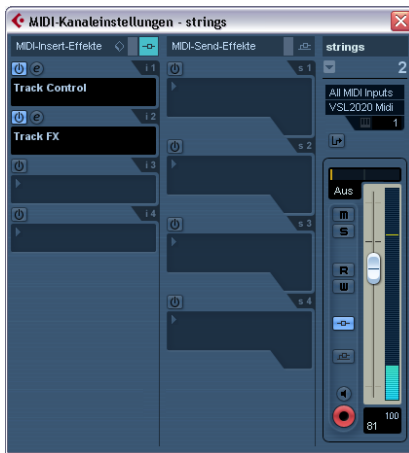 MIDI-Kanaleinstellungen - strings
MIDI-Insert-Effekte
MIDI-Send-Effekte
strings
e i 1
s 1
2
Track Control
All MIDI Inputs
VSL2020 Midi
1
e i 2
Track FX
s 2
i 3
Aus
m
S
i 4
s 3
R
W
s 4
100
81